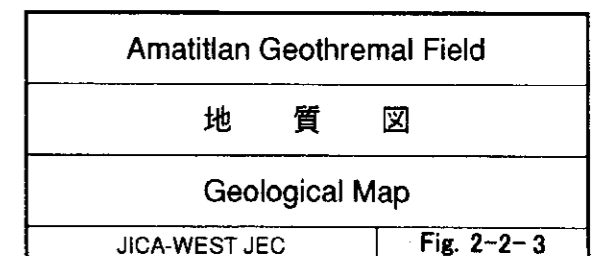 Amatitlan Geothremal Field
地 質 図
Geological Map
JICA-WEST JEC Fig. 2-2-3